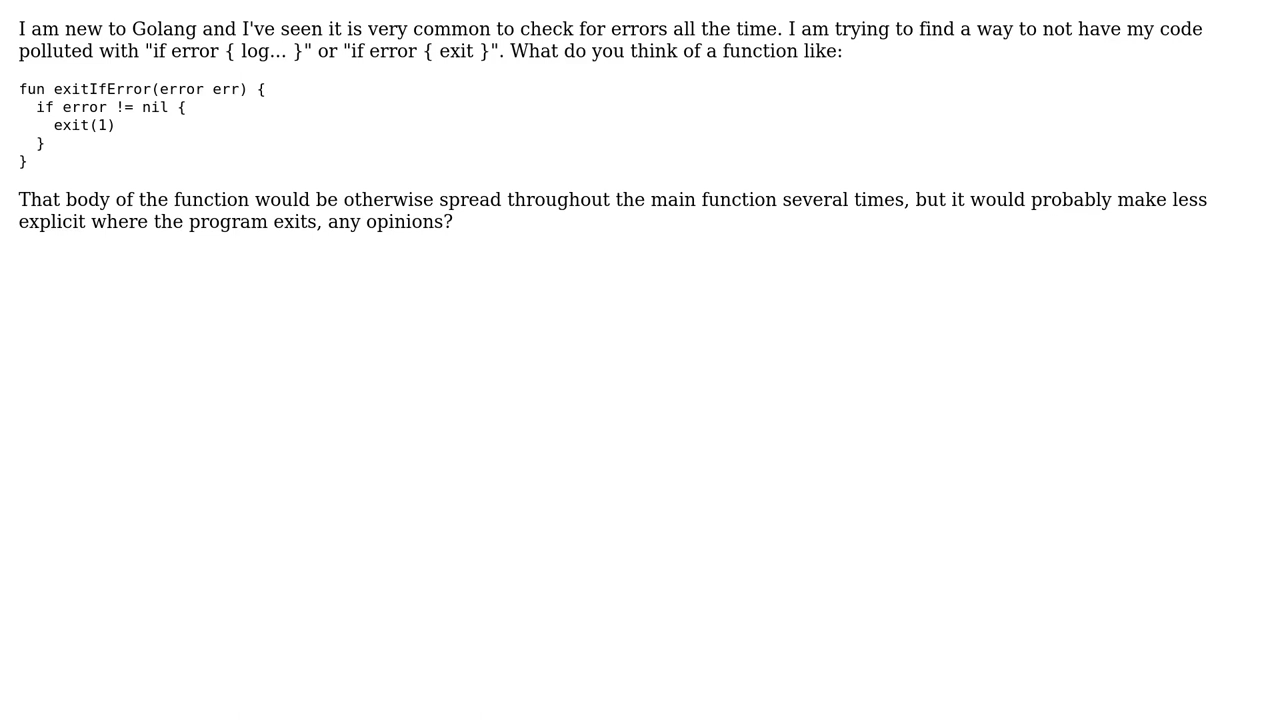 I am new to Golang and I've seen it is very common to check for errors all the time. I am trying to find a way to not have my code
polluted with "if error { log... }" or "if error { exit }". What do you think of a function like:
fun exitIfError(error err) {
  if error != nil {
    exit(1)
  }
}
That body of the function would be otherwise spread throughout the main function several times, but it would probably make less
explicit where the program exits, any opinions?